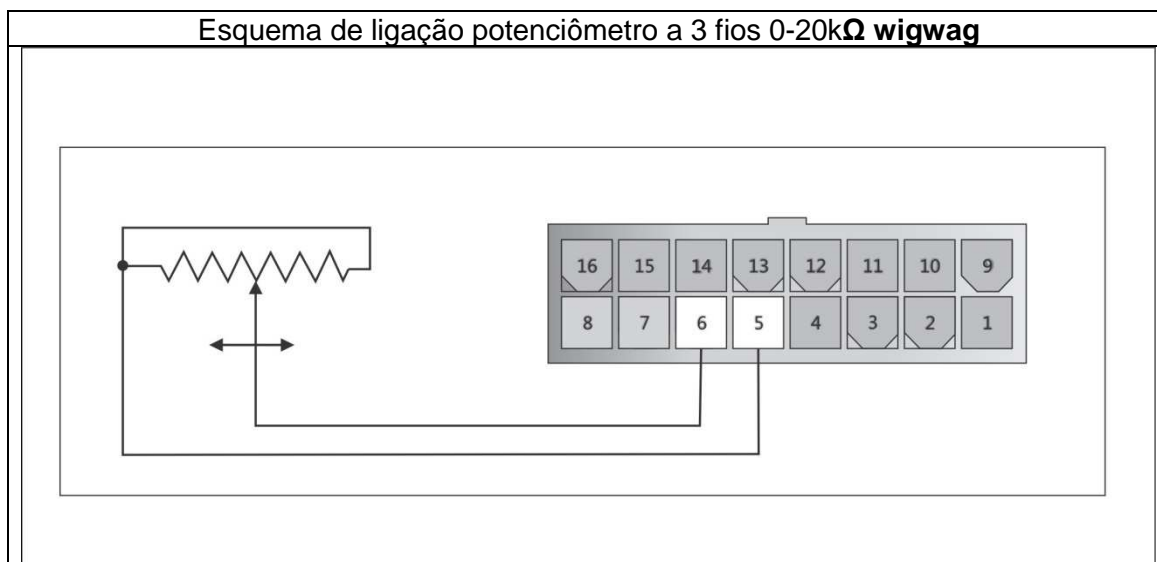 Esquema de ligação potenciômetro a 3 fios 0-20kΩ wigwag
16 15 14 13 12 11 10 9
8 7 6 5 4 3 2 1